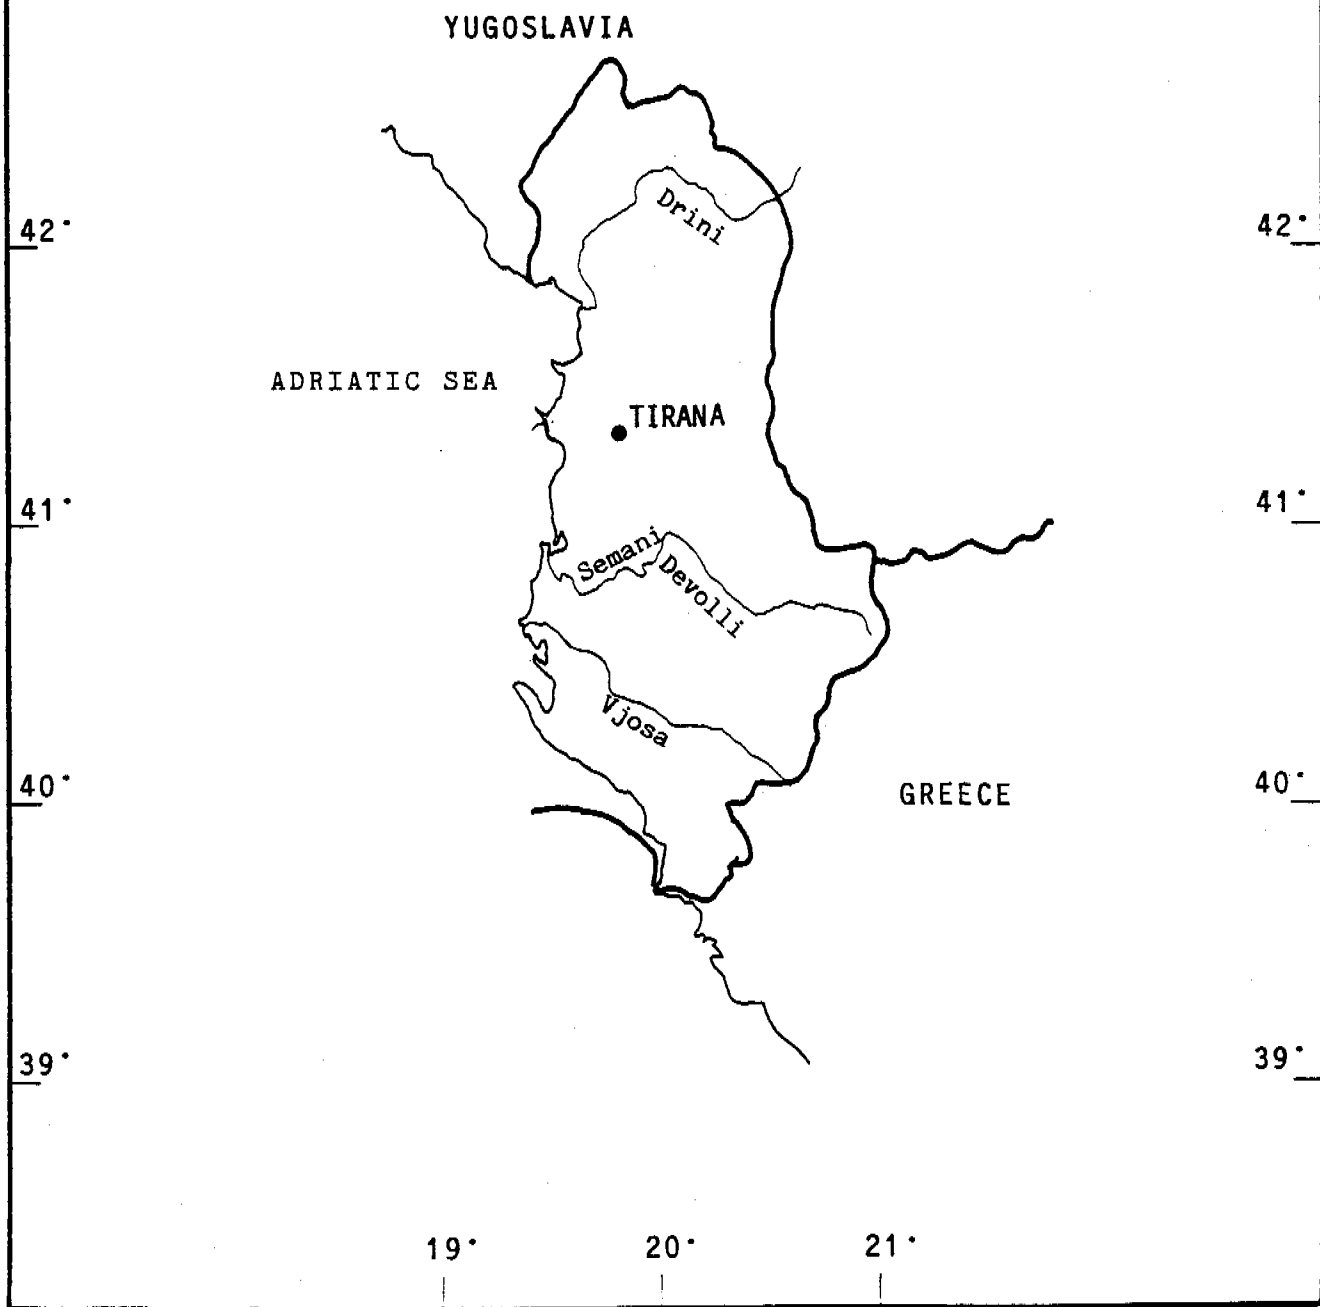 YUGOSLAVIA
Drini
42° 42°
ADRIATIC SEA
TIRANA
41° 41°
Semani
Devolli
Vjosa
40° 40°
GREECE
39° 39°
19° 20° 21°